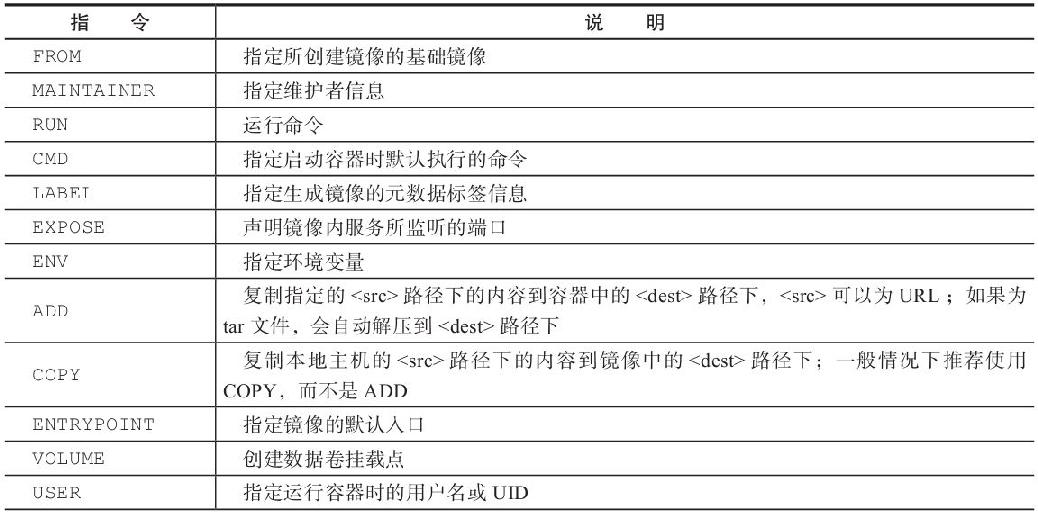 指 令 说 明
FROM 指定所创建镜像的基础镜像
MAINTAINER 指定维护者信息
RUN 运行命令
CMD 指定启动容器时默认执行的命令
LABEL 指定生成镜像的元数据标签信息
EXPOSE 声明镜像内服务所监听的端口
ENV 指定环境变量
ADD 复制指定的 <src> 路径下的内容到容器中的 <dest> 路径下，<src> 可以为 URL；如果为
tar 文件，会自动解压到 <dest> 路径下
COPY 复制本地主机的 <src> 路径下的内容到镜像中的 <dest> 路径下；一般情况下推荐使用
COPY，而不是 ADD
ENTRYPOINT 指定镜像的默认入口
VOLUME 创建数据卷挂载点
USER 指定运行容器时的用户名或 UID